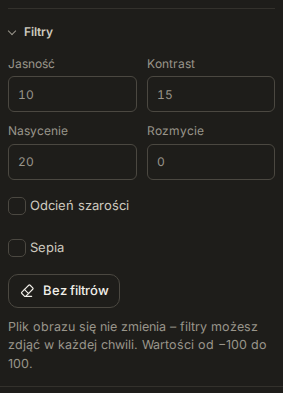 Filtry
Jasność Kontrast
10 15
Nasycenie Rozmycie
20 0
Odcień szarości
Sepia
Bez filtrów
Plik obrazu się nie zmienia – filtry możesz
zdjąć w każdej chwili. Wartości od −100 do
100.